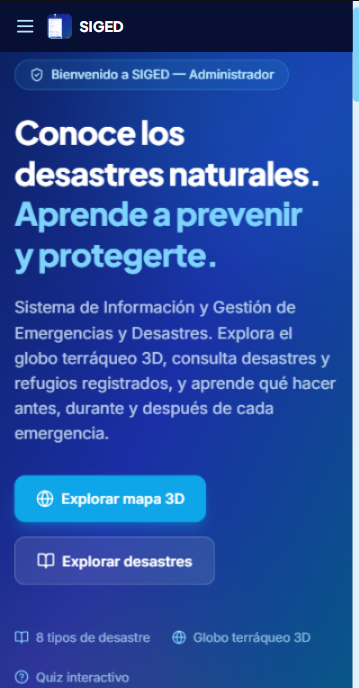 SIGED
Bienvenido a SIGED — Administrador
Conoce los
desastres naturales.
Aprende a prevenir
y protegerte.
Sistema de Información y Gestión de
Emergencias y Desastres. Explora el
globo terráqueo 3D, consulta desastres y
refugios registrados, y aprende qué hacer
antes, durante y después de cada
emergencia.
Explorar mapa 3D
Explorar desastres
8 tipos de desastre Globo terráqueo 3D
Quiz interactivo